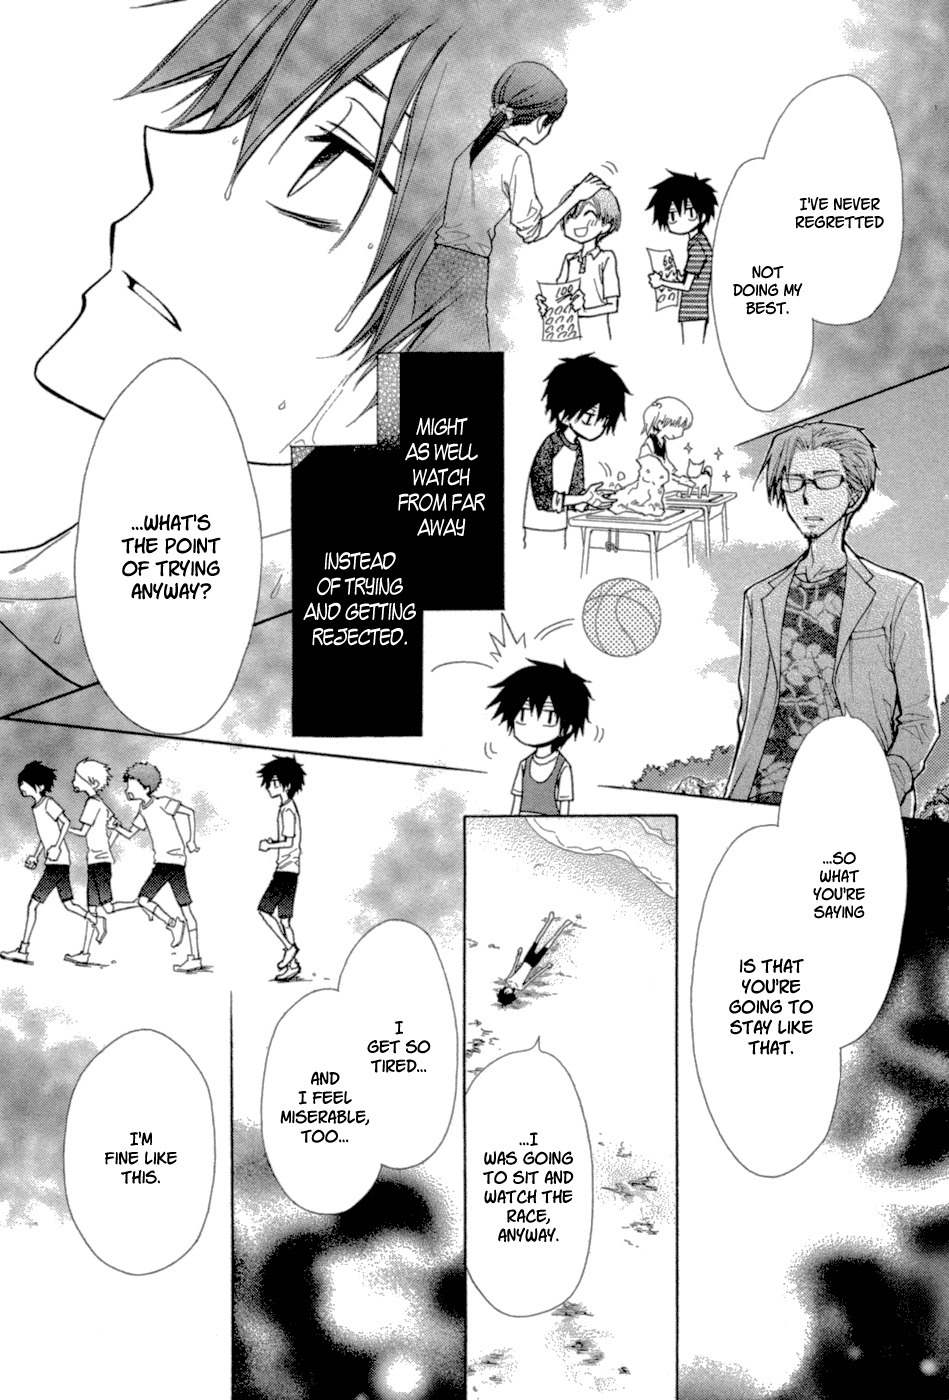 I'VE NEVER
REGRETTED
NOT
DOING MY
BEST.
100
60
MIGHT
AS WELL
WATCH
FROM FAR
AWAY
INSTEAD
OF TRYING
AND GETTING
REJECTED.
...WHAT'S
THE POINT
OF TRYING
ANYWAY?
...SO
WHAT
YOU'RE
SAYING
IS THAT
YOU'RE
GOING TO
STAY LIKE
THAT.
...I
WAS GOING
TO SIT AND
WATCH THE
RACE,
ANYWAY.
I
GET SO
TIRED...
AND
I FEEL
MISERABLE,
TOO...
I'M
FINE LIKE
THIS.